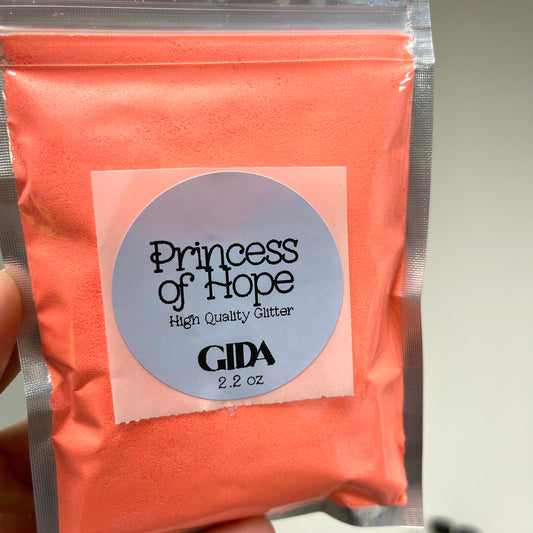 Princess
of Hope
High Quality Glitter
GIDA
2.2 oz